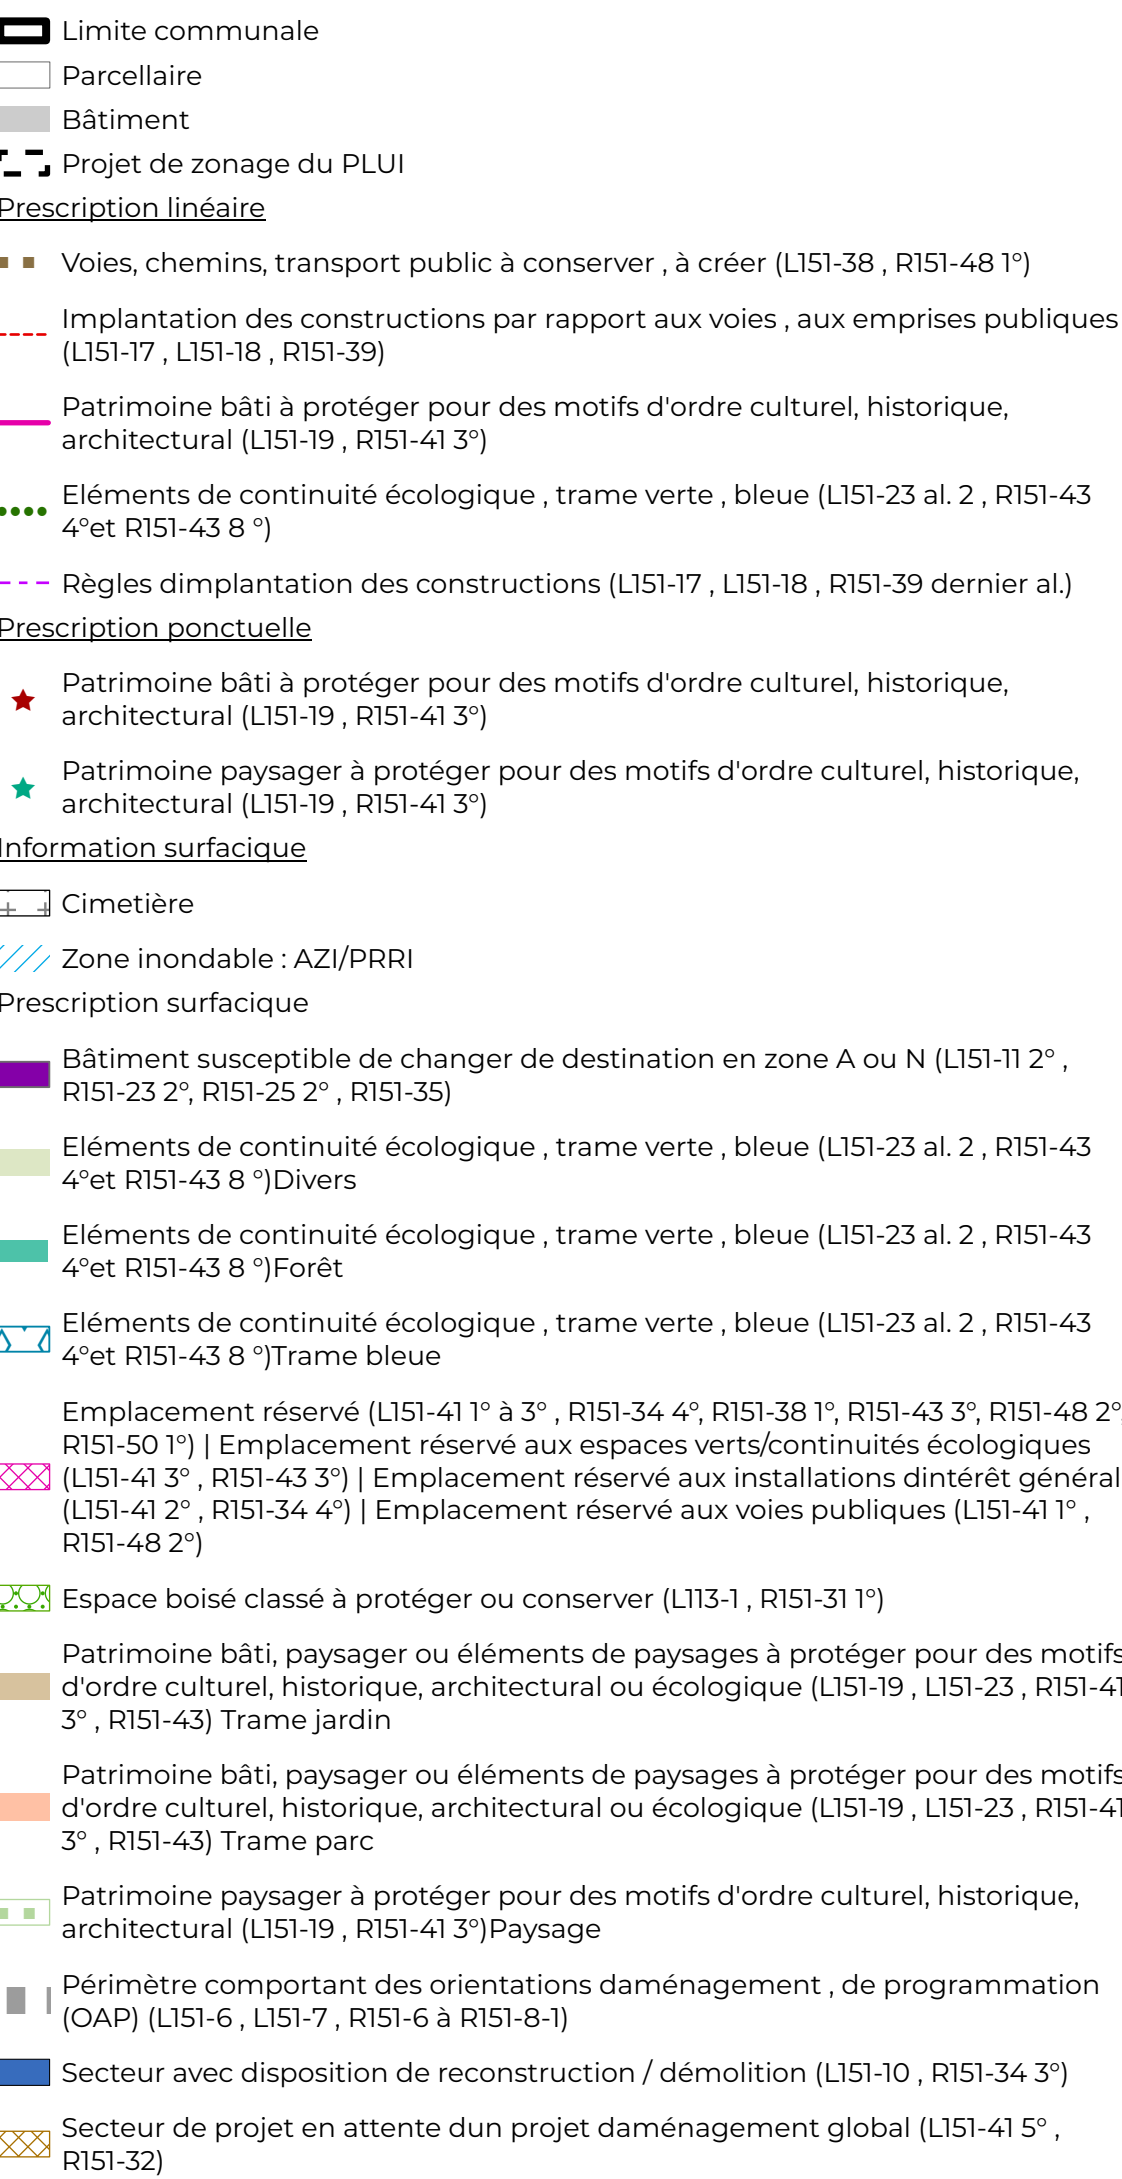 Limite communale
Parcellaire
Bâtiment
Projet de zonage du PLUI
Prescription linéaire
Voies, chemins, transport public à conserver , à créer (L151-38 , R151-48 1°)
Implantation des constructions par rapport aux voies , aux emprises publiques
(L151-17 , L151-18 , R151-39)
Patrimoine bâti à protéger pour des motifs d'ordre culturel, historique,
architectural (L151-19 , R151-41 3°)
Eléments de continuité écologique , trame verte , bleue (L151-23 al. 2 , R151-43
4°et R151-43 8 °)
Règles dimplantation des constructions (L151-17 , L151-18 , R151-39 dernier al.)
Prescription ponctuelle
Patrimoine bâti à protéger pour des motifs d'ordre culturel, historique,
architectural (L151-19 , R151-41 3°)
Patrimoine paysager à protéger pour des motifs d'ordre culturel, historique,
architectural (L151-19 , R151-41 3°)
Information surfacique
Cimetière
Zone inondable : AZI/PRRI
Prescription surfacique
Bâtiment susceptible de changer de destination en zone A ou N (L151-11 2° ,
R151-23 2°, R151-25 2° , R151-35)
Eléments de continuité écologique , trame verte , bleue (L151-23 al. 2 , R151-43
4°et R151-43 8 °)Divers
Eléments de continuité écologique , trame verte , bleue (L151-23 al. 2 , R151-43
4°et R151-43 8 °)Forêt
Eléments de continuité écologique , trame verte , bleue (L151-23 al. 2 , R151-43
4°et R151-43 8 °)Trame bleue
Emplacement réservé (L151-41 1° à 3° , R151-34 4°, R151-38 1°, R151-43 3°, R151-48 2°,
R151-50 1°) | Emplacement réservé aux espaces verts/continuités écologiques
(L151-41 3° , R151-43 3°) | Emplacement réservé aux installations dintérêt général
(L151-41 2° , R151-34 4°) | Emplacement réservé aux voies publiques (L151-41 1° ,
R151-48 2°)
Espace boisé classé à protéger ou conserver (L113-1 , R151-31 1°)
Patrimoine bâti, paysager ou éléments de paysages à protéger pour des motifs
d'ordre culturel, historique, architectural ou écologique (L151-19 , L151-23 , R151-41
3° , R151-43) Trame jardin
Patrimoine bâti, paysager ou éléments de paysages à protéger pour des motifs
d'ordre culturel, historique, architectural ou écologique (L151-19 , L151-23 , R151-41
3° , R151-43) Trame parc
Patrimoine paysager à protéger pour des motifs d'ordre culturel, historique,
architectural (L151-19 , R151-41 3°)Paysage
Périmètre comportant des orientations daménagement , de programmation
(OAP) (L151-6 , L151-7 , R151-6 à R151-8-1)
Secteur avec disposition de reconstruction / démolition (L151-10 , R151-34 3°)
Secteur de projet en attente dun projet daménagement global (L151-41 5° ,
R151-32)